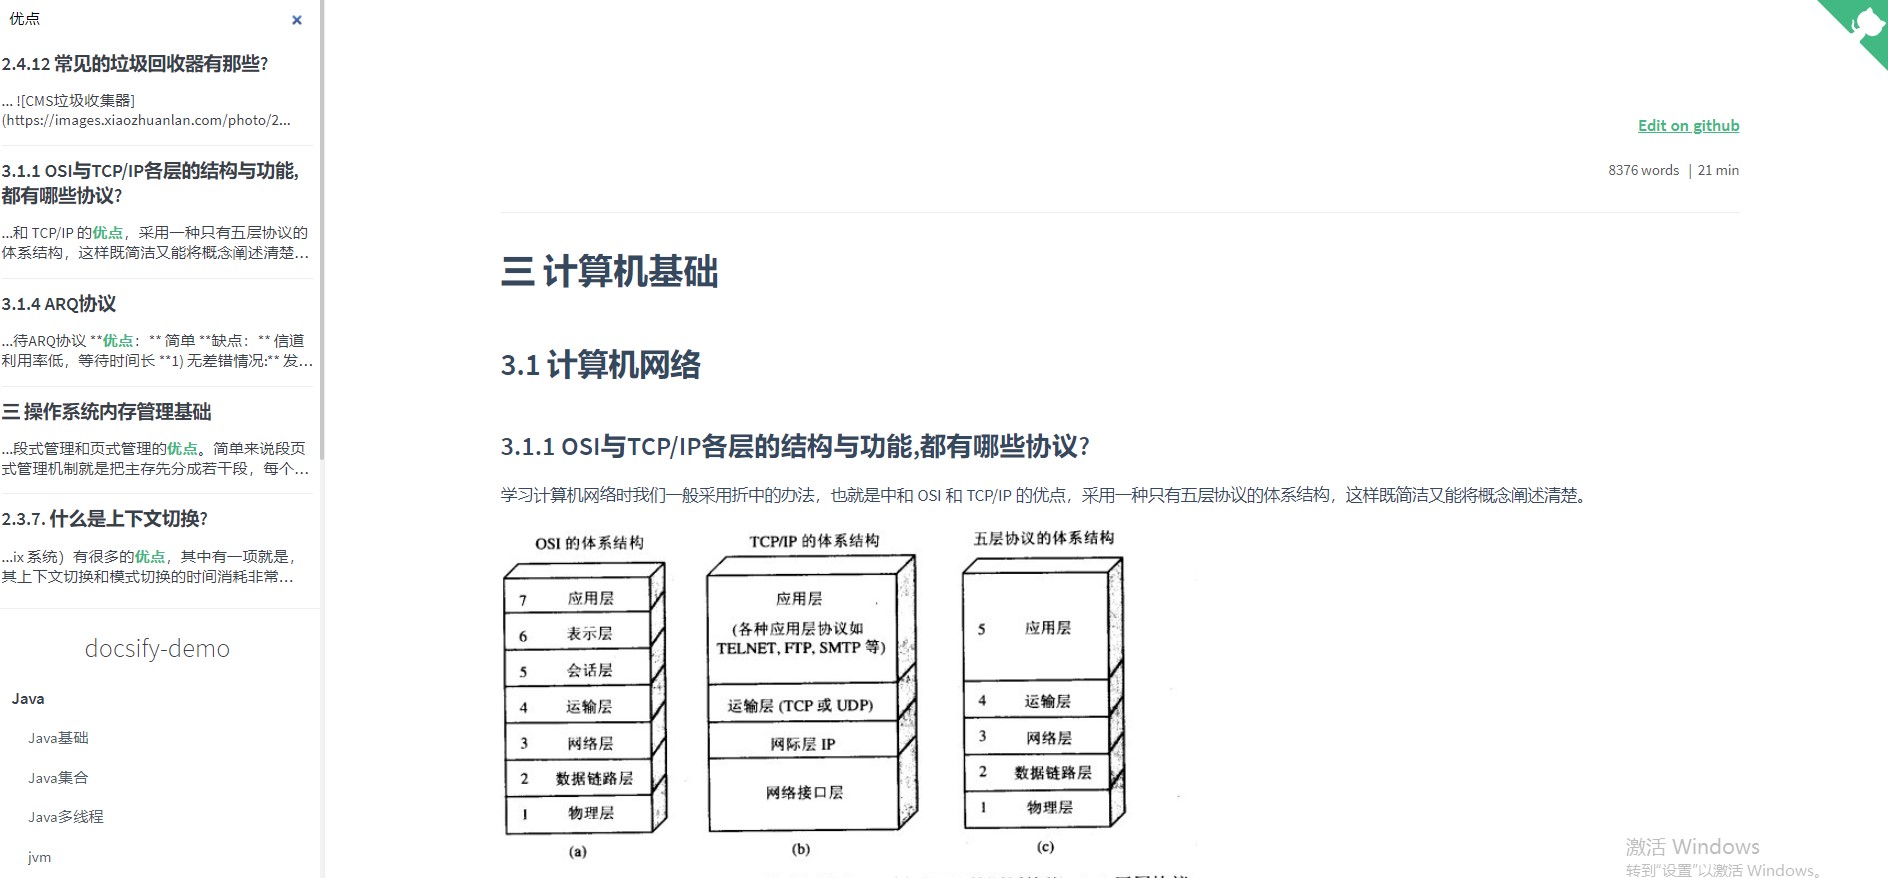 优点
×
2.4.12 常见的垃圾回收器有那些?
... ![CMS垃圾收集器]
(https://images.xiaozhuanlan.com/photo/2...
3.1.1 OSI与TCP/IP各层的结构与功能,
都有哪些协议?
...和 TCP/IP 的优点，采用一种只有五层协议的
体系结构，这样既简洁又能将概念阐述清楚...
3.1.4 ARQ协议
...待ARQ协议 **优点：** 简单 **缺点：** 信道
利用率低，等待时间长 **1) 无差错情况:** 发...
三 操作系统内存管理基础
...段式管理和页式管理的优点。简单来说段页
式管理机制就是把主存先分成若干段，每个...
2.3.7. 什么是上下文切换?
...ix 系统）有很多的优点，其中有一项就是，
其上下文切换和模式切换的时间消耗非常...
docsify-demo
Java
Java基础
Java集合
Java多线程
jvm
Edit on github
8376 words | 21 min
三 计算机基础
3.1 计算机网络
3.1.1 OSI与TCP/IP各层的结构与功能,都有哪些协议?
学习计算机网络时我们一般采用折中的办法，也就是中和 OSI 和 TCP/IP 的优点，采用一种只有五层协议的体系结构，这样既简洁又能将概念阐述清楚。
OSI 的体系结构
7 应用层
6 表示层
5 会话层
4 运输层
3 网络层
2 数据链路层
1 物理层
(a)
TCP/IP 的体系结构
应用层
(各种应用层协议如
TELNET, FTP, SMTP 等)
运输层 (TCP 或 UDP)
网际层 IP
网络接口层
(b)
五层协议的体系结构
5 应用层
4 运输层
3 网络层
2 数据链路层
1 物理层
(c)
激活 Windows
转到"设置"以激活 Windows。